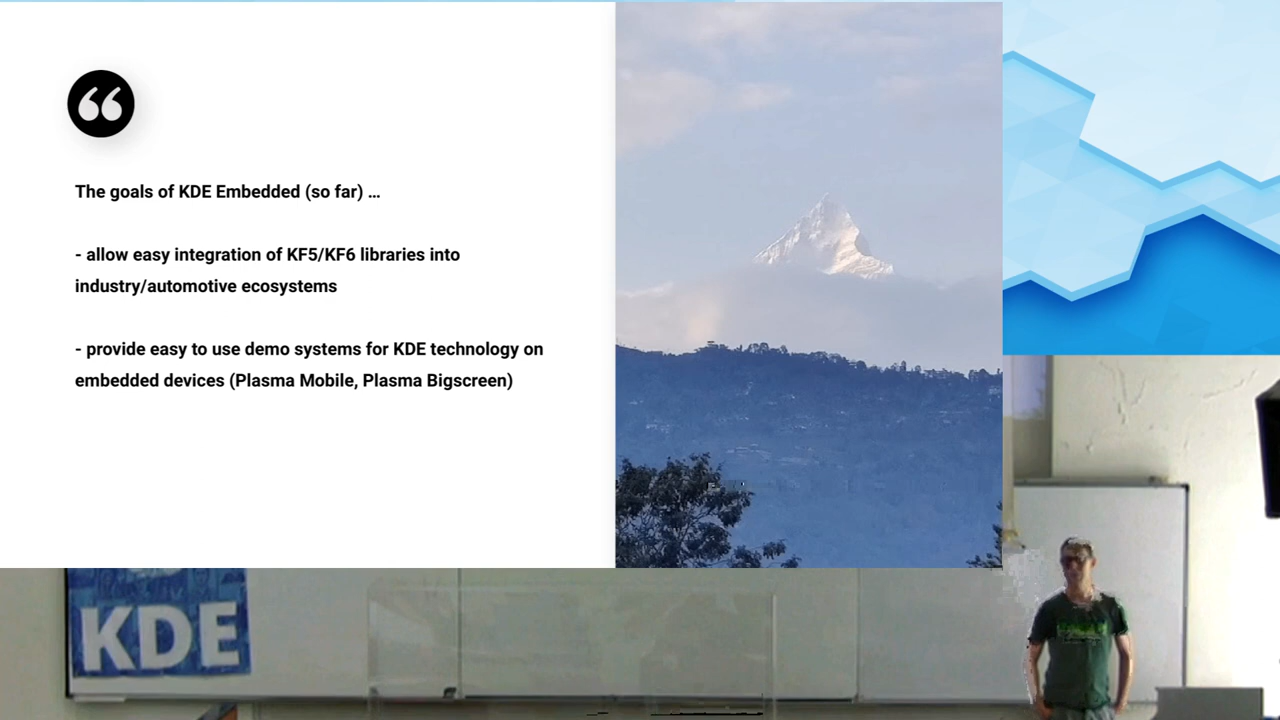 The goals of KDE Embedded (so far) ...
- allow easy integration of KF5/KF6 libraries into
industry/automotive ecosystems
- provide easy to use demo systems for KDE technology on
embedded devices (Plasma Mobile, Plasma Bigscreen)
KDE